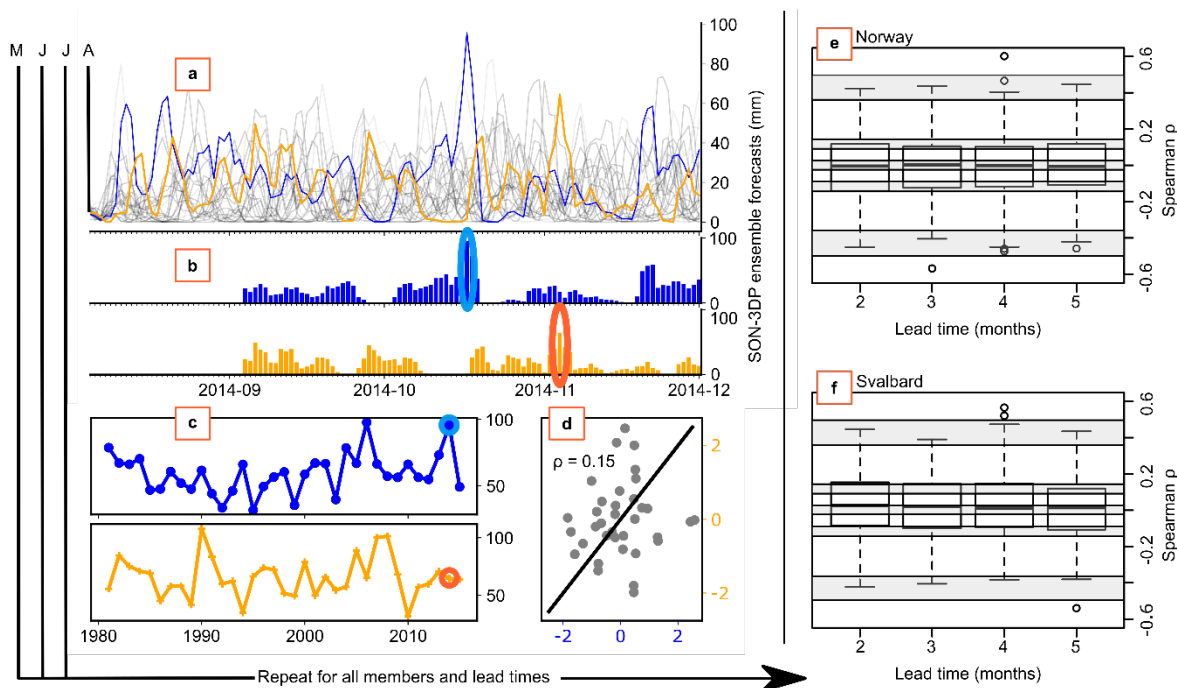 M J J A
a
100
80
60
40
20
0
SON-3DP ensemble forecasts (mm)
b
100
0
100
0
2014-09 2014-10 2014-11 2014-12
c
100
50
100
50
1980 1990 2000 2010
d
ρ = 0.15
2
0
-2
-2 0 2
Repeat for all members and lead times
e Norway
0.6
0.2
-0.2
-0.6
Spearman ρ
2 3 4 5
Lead time (months)
f Svalbard
0.6
0.2
-0.2
-0.6
Spearman ρ
2 3 4 5
Lead time (months)